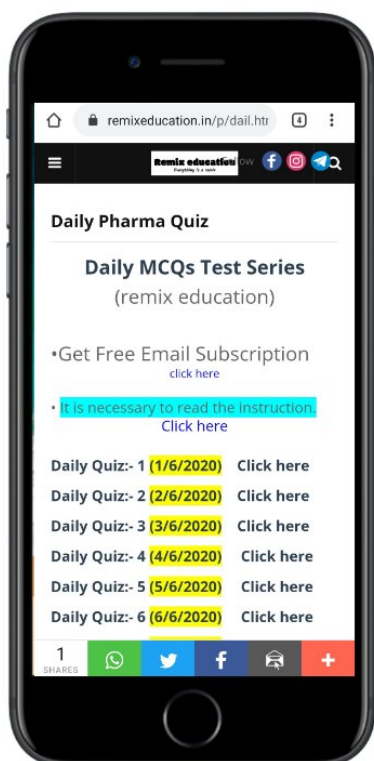 remixeducation.in/p/dail.htr 4
Remix education Follow
Everything is a remix
Daily Pharma Quiz
Daily MCQs Test Series
(remix education)
•Get Free Email Subscription
click here
• It is necessary to read the instruction.
Click here
Daily Quiz:- 1 (1/6/2020) Click here
Daily Quiz:- 2 (2/6/2020) Click here
Daily Quiz:- 3 (3/6/2020) Click here
Daily Quiz:- 4 (4/6/2020) Click here
Daily Quiz:- 5 (5/6/2020) Click here
Daily Quiz:- 6 (6/6/2020) Click here
1
SHARES